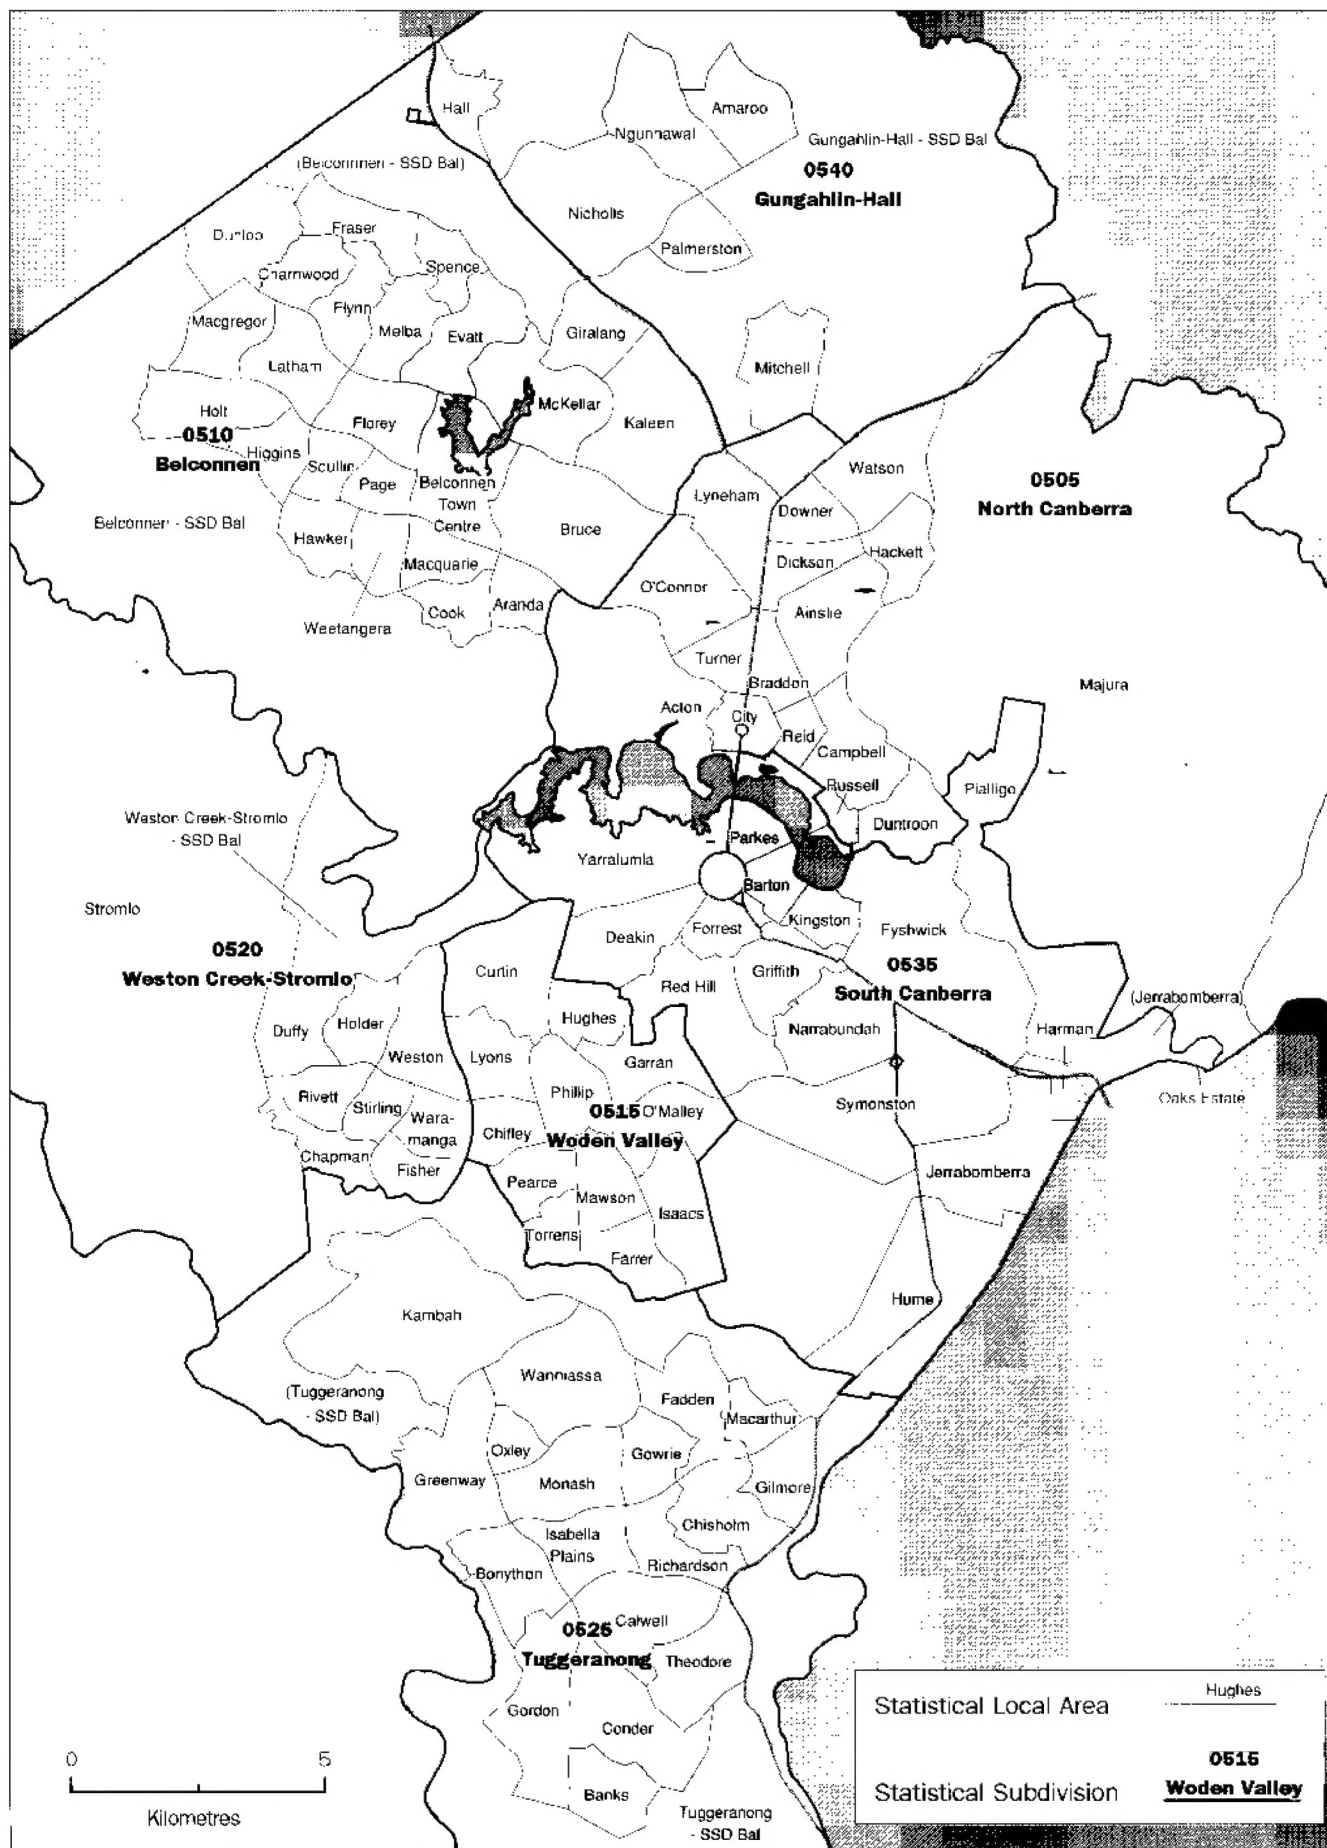 Hall
Amaroo
Ngunnawal
Gungahlin-Hall - SSD Bal
(Belconnen - SSD Bal)
0540
Gungahlin-Hall
Nicholls
Dunlop
Fraser
Palmerston
Charnwood
Spence
Flynn
Macgregor
Melba
Evatt
Giralang
Latham
Mitchell
Holt
McKellar
Florey
Kaleen
0510
Belconnen
Higgins
Scullin
Page
Belconnen
Town
Centre
Watson
0505
North Canberra
Lyneham
Downer
Belconnen - SSD Bal
Bruce
Hawker
Hackett
Macquarie
Dickson
O'Connor
Cook
Aranda
Ainslie
Weetangera
Turner
Braddon
Majura
Acton
City
Reid
Campbell
Russell
Pialligo
Weston Creek-Stromlo
- SSD Bal
Duntroon
Parkes
Yarralumla
Barton
Stromlo
Kingston
Forrest
Fyshwick
Deakin
0520
Weston Creek-Stromlo
0535
South Canberra
Curtin
Griffith
Red Hill
(Jerrabomberra)
Hughes
Narrabundah
Harman
Duffy
Holder
Weston
Lyons
Garran
Rivett
Stirling
Phillip
0515
Woden Valley
O'Malley
Symonston
Oaks Estate
Wara-
manga
Chifley
Chapman
Fisher
Pearce
Mawson
Jerrabomberra
Isaacs
Torrens
Farrer
Hume
Kambah
Wanniassa
(Tuggeranong
- SSD Bal)
Fadden
Macarthur
Oxley
Gowrie
Greenway
Monash
Gilmore
Chisholm
Isabella
Plains
Richardson
Bonython
0525
Tuggeranong
Calwell
Theodore
Gordon
Conder
Banks
Tuggeranong
- SSD Bal
0 5
Kilometres
Statistical Local Area Hughes
Statistical Subdivision 0515
Woden Valley